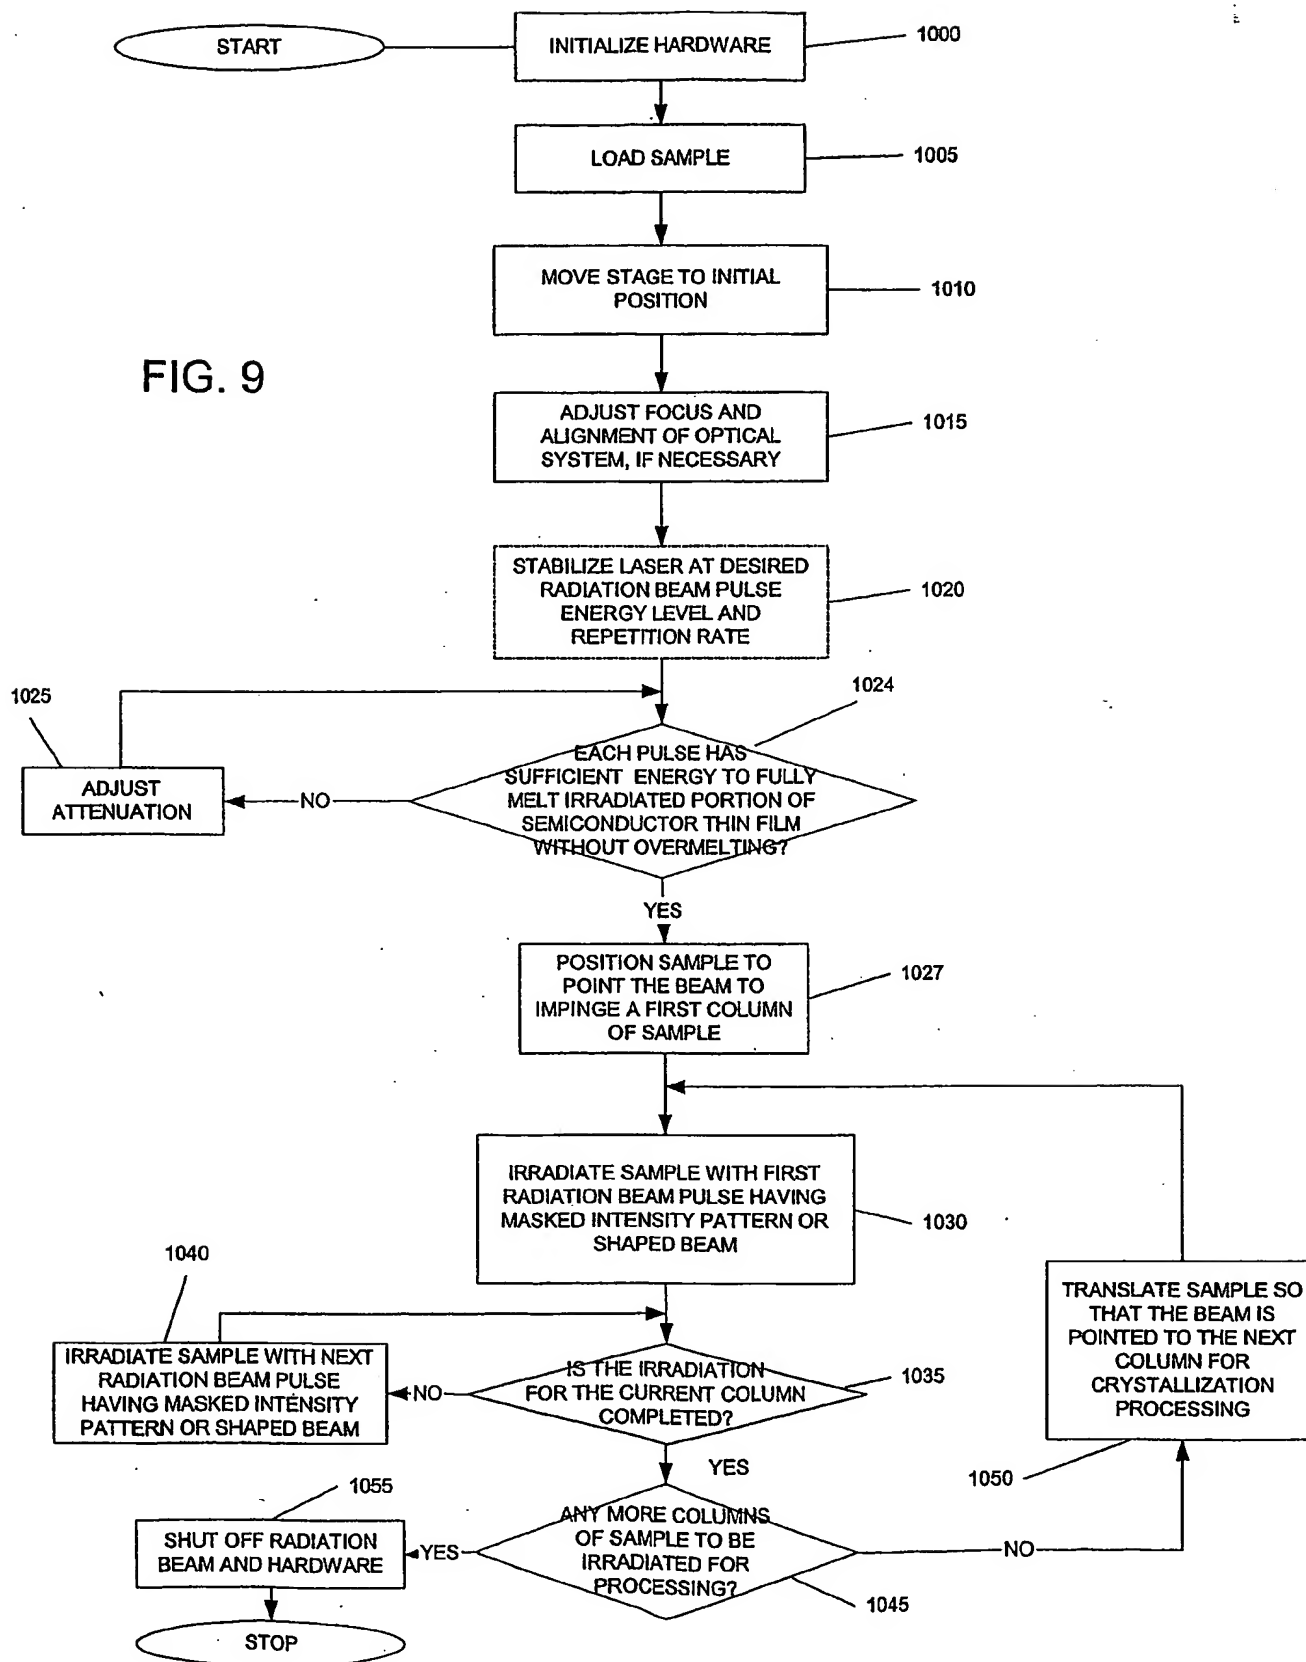 START
INITIALIZE HARDWARE
1000
LOAD SAMPLE
1005
MOVE STAGE TO INITIAL
POSITION
1010
FIG. 9
ADJUST FOCUS AND
ALIGNMENT OF OPTICAL
SYSTEM, IF NECESSARY
1015
STABILIZE LASER AT DESIRED
RADIATION BEAM PULSE
ENERGY LEVEL AND
REPETITION RATE
1020
1025
1024
ADJUST
ATTENUATION
NO
EACH PULSE HAS
SUFFICIENT ENERGY TO FULLY
MELT IRRADIATED PORTION OF
SEMICONDUCTOR THIN FILM
WITHOUT OVERMELTING?
YES
POSITION SAMPLE TO
POINT THE BEAM TO
IMPINGE A FIRST COLUMN
OF SAMPLE
1027
IRRADIATE SAMPLE WITH FIRST
RADIATION BEAM PULSE HAVING
MASKED INTENSITY PATTERN OR
SHAPED BEAM
1030
1040
IRRADIATE SAMPLE WITH NEXT
RADIATION BEAM PULSE
HAVING MASKED INTENSITY
PATTERN OR SHAPED BEAM
NO
IS THE IRRADIATION
FOR THE CURRENT COLUMN
COMPLETED?
1035
TRANSLATE SAMPLE SO
THAT THE BEAM IS
POINTED TO THE NEXT
COLUMN FOR
CRYSTALLIZATION
PROCESSING
1050
YES
1055
SHUT OFF RADIATION
BEAM AND HARDWARE
YES
ANY MORE COLUMNS
OF SAMPLE TO BE
IRRADIATED FOR
PROCESSING?
NO
1045
STOP